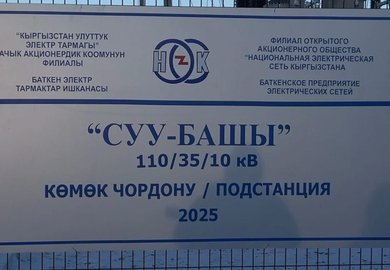 "КЫРГЫЗСТАН УЛУТТУК
ЭЛЕКТР ТАРМАГЫ"
АЧЫК АКЦИОНЕРДИК КООМУНУН
ФИЛИАЛЫ
БАТКЕН ЭЛЕКТР
ТАРМАКТАР ИШКАНАСЫ
Н Э К
ФИЛИАЛ ОТКРЫТОГО
АКЦИОНЕРНОГО ОБЩЕСТВА
"НАЦИОНАЛЬНАЯ ЭЛЕКТРИЧЕСКАЯ
СЕТЬ КЫРГЫЗСТАНА"
БАТКЕНСКОЕ ПРЕДПРИЯТИЕ
ЭЛЕКТРИЧЕСКИХ СЕТЕЙ
"СУУ-БАШЫ"
110/35/10 кВ
КӨМӨК ЧОРДОНУ / ПОДСТАНЦИЯ
2025